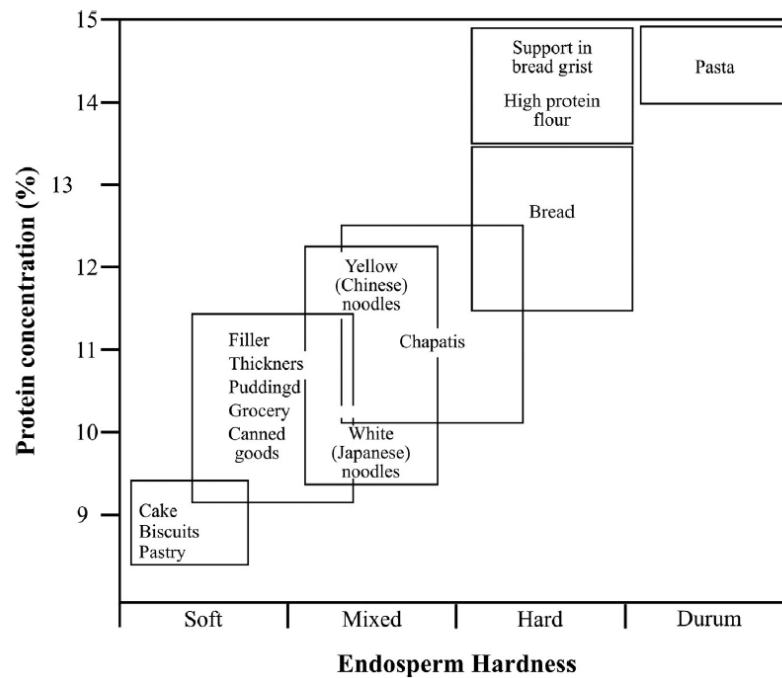 15
14
13
12
11
10
9
Protein concentration (%)
Support in
bread grist
High protein
flour
Pasta
Bread
Yellow
(Chinese)
noodles
Chapatis
Filler
Thickners
Puddingd
Grocery
Canned
goods
White
(Japanese)
noodles
Cake
Biscuits
Pastry
Soft
Mixed
Hard
Durum
Endosperm Hardness